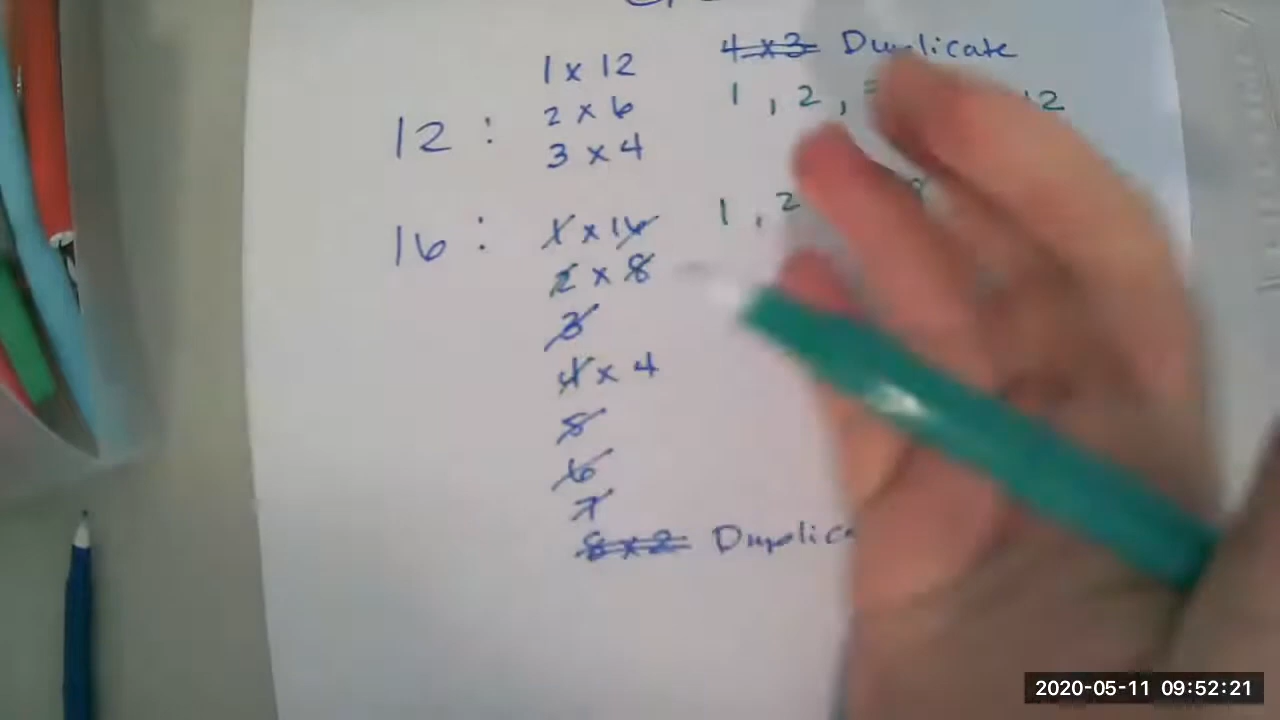 1 x 12
4 x 3 Duplicate
2 x 6
1 , 2 , 12
12 :
3 x 4
1 , 2
16 :
1 x 16
2 x 8
3
4 x 4
5
6
7
8 x 2
2020-05-11 09:52:21